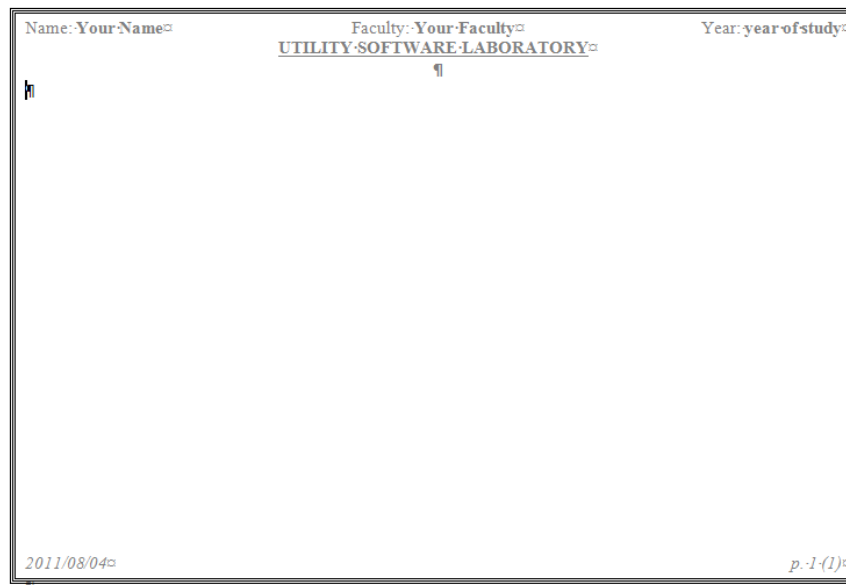 Name: Your Name Faculty: Your Faculty Year: year of study
UTILITY SOFTWARE LABORATORY
2011/08/04 p. 1 (1)